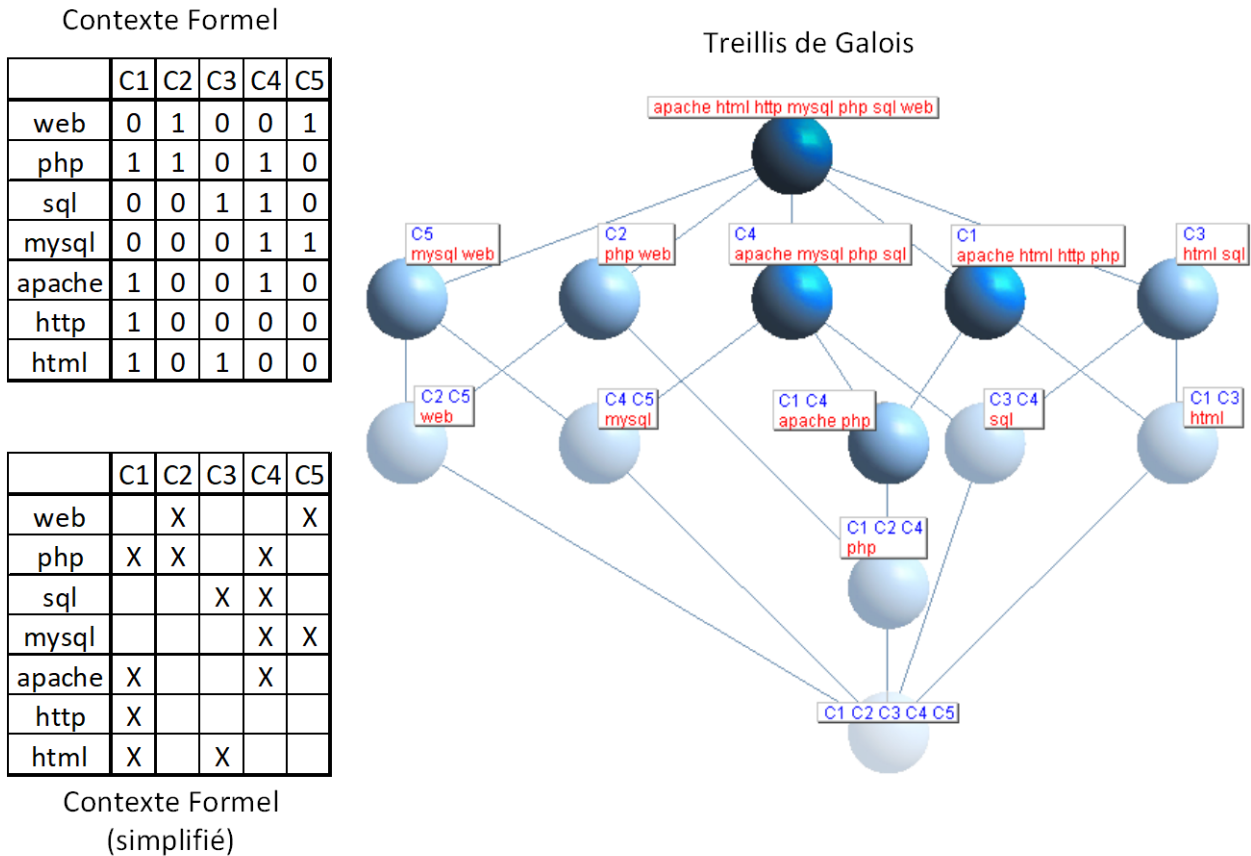 Contexte Formel
C1 C2 C3 C4 C5
web 0 1 0 0 1
php 1 1 0 1 0
sql 0 0 1 1 0
mysql 0 0 0 1 1
apache 1 0 0 1 0
http 1 0 0 0 0
html 1 0 1 0 0
C1 C2 C3 C4 C5
web X X
php X X X
sql X X
mysql X X
apache X X
http X
html X X
Contexte Formel
(simplifié)
Treillis de Galois
apache html http mysql php sql web
C5
mysql web
C2
php web
C4
apache mysql php sql
C1
apache html http php
C3
html sql
C2 C5
web
C4 C5
mysql
C1 C4
apache php
C3 C4
sql
C1 C3
html
C1 C2 C4
php
C1 C2 C3 C4 C5